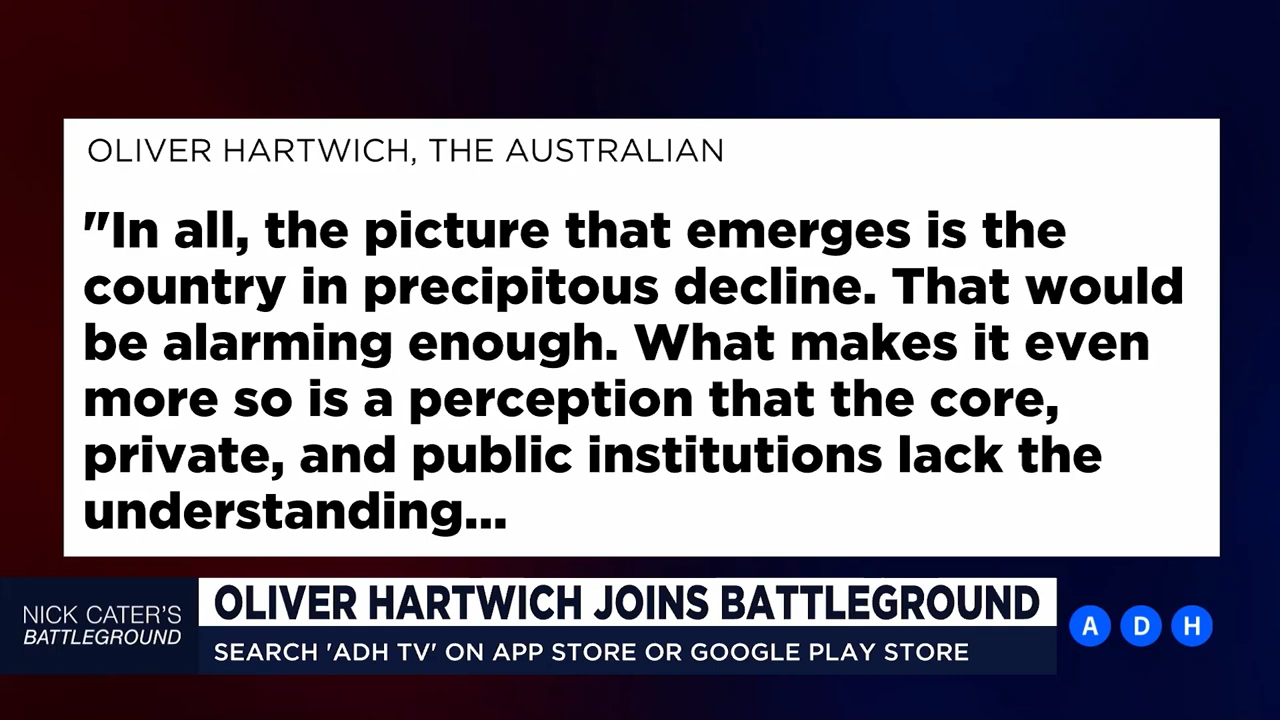 OLIVER HARTWICH, THE AUSTRALIAN
"In all, the picture that emerges is the
country in precipitous decline. That would
be alarming enough. What makes it even
more so is a perception that the core,
private, and public institutions lack the
understanding...
NICK CATER'S
BATTLEGROUND
OLIVER HARTWICH JOINS BATTLEGROUND
SEARCH 'ADH TV' ON APP STORE OR GOOGLE PLAY STORE
A D H